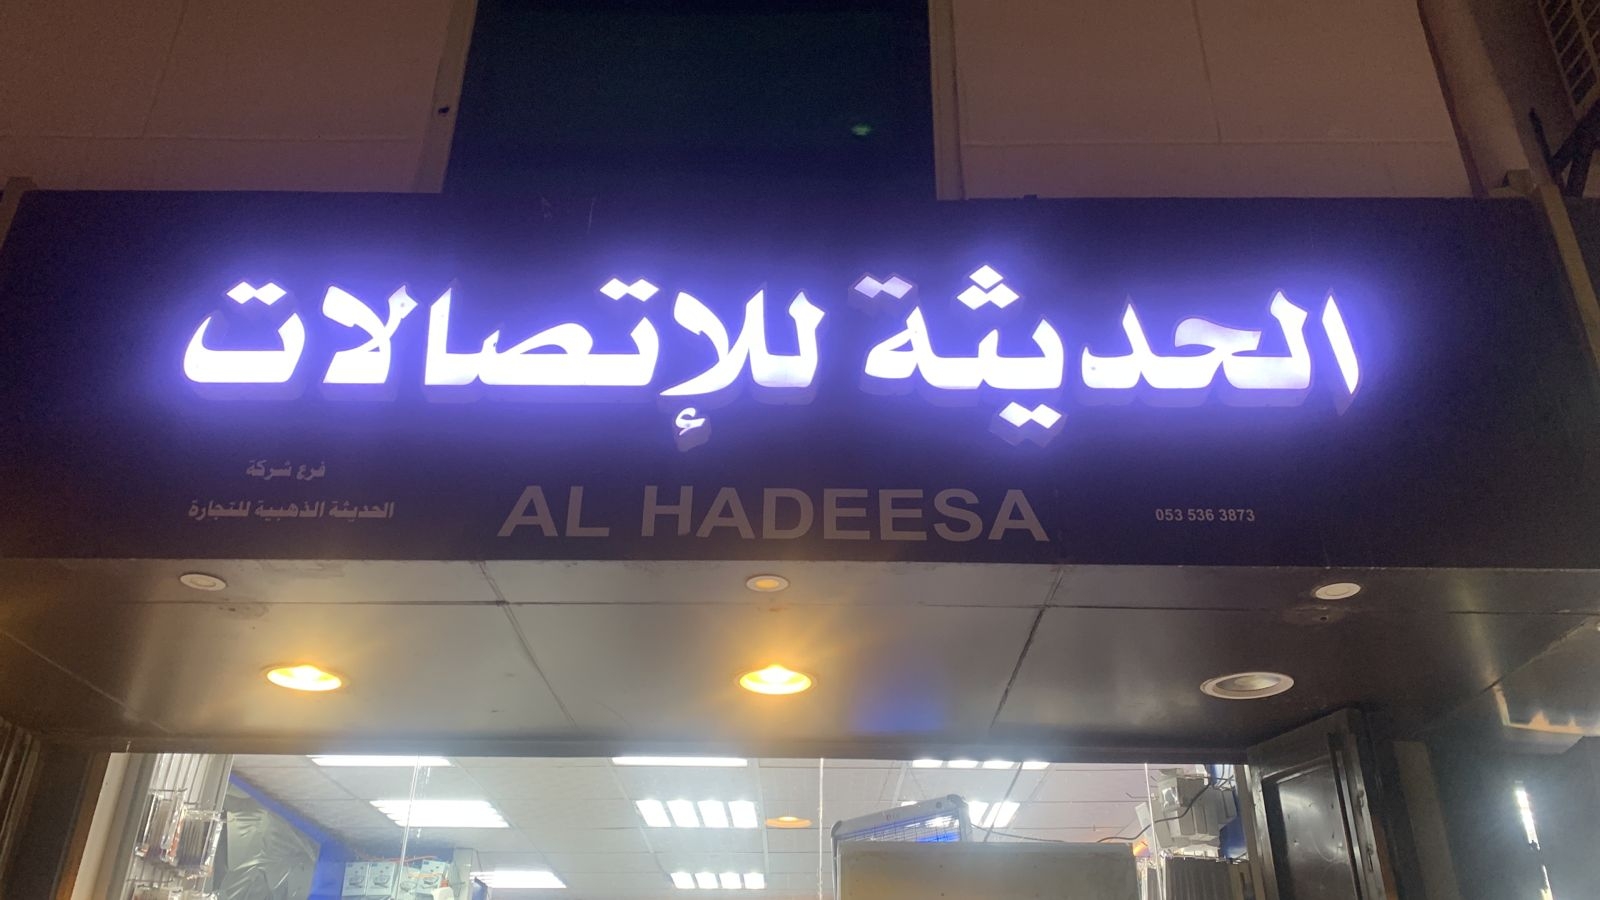 الحديثة للإتصالات
فرع شركة
الحديثة الذهبية للتجارة
AL HADEESA
053 536 3873